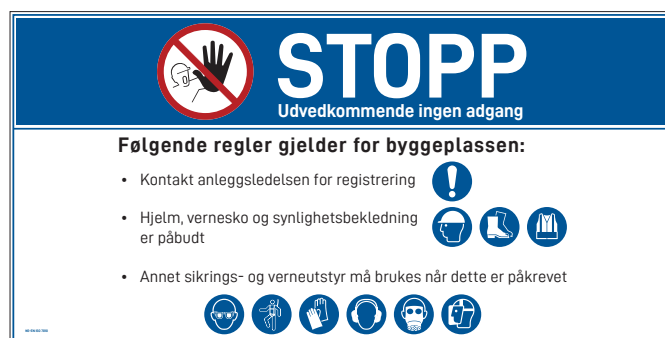 STOPP
Udvedkommende ingen adgang
Følgende regler gjelder for byggeplassen:
• Kontakt anleggsledelsen for registrering
• Hjelm, vernesko og synlighetsbekledning
er påbudt
• Annet sikrings- og verneutstyr må brukes når dette er påkrevet